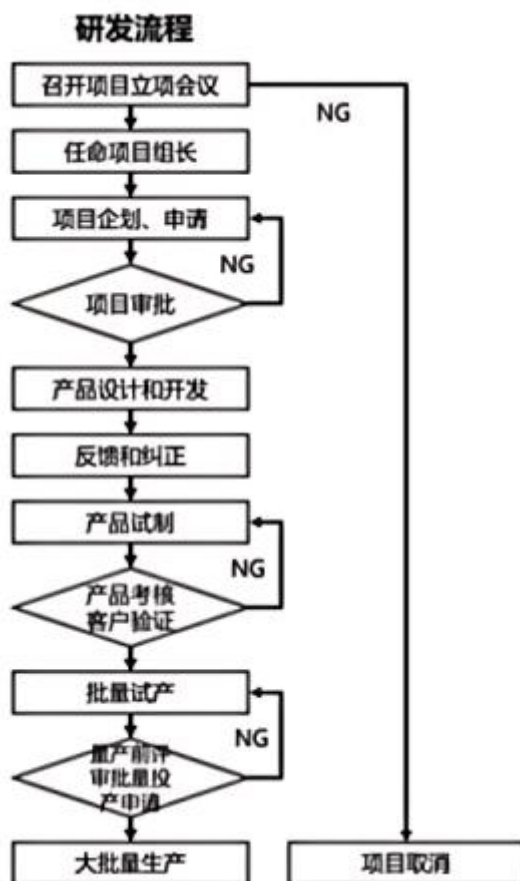 研发流程
召开项目立项会议
NG
任命项目组长
项目企划、申请
NG
项目审批
产品设计和开发
反馈和纠正
产品试制
NG
产品考核
客户验证
批量试产
NG
量产前评
审批量投
产申请
大批量生产
项目取消